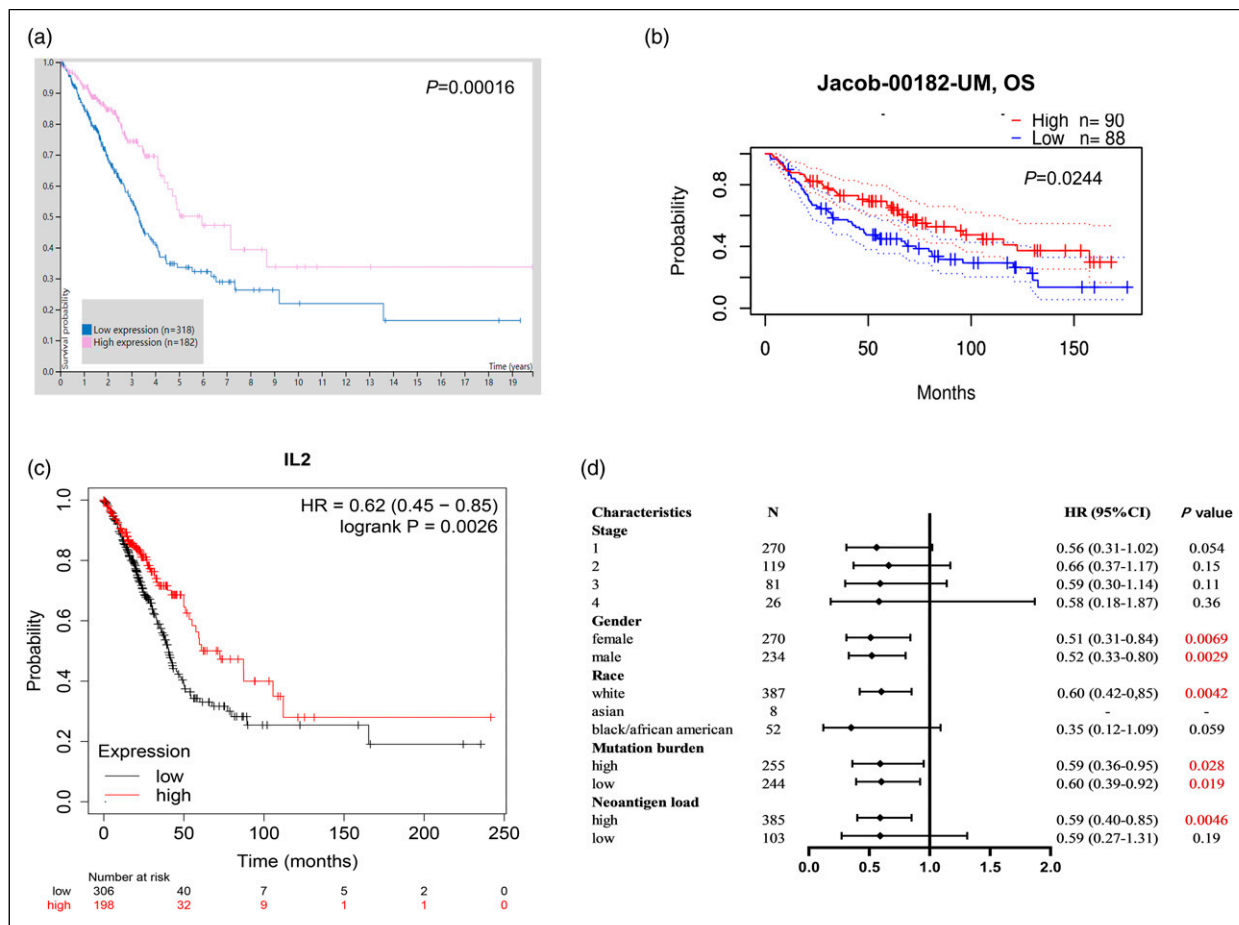 (a)
P=0.00016
1.0
0.9
0.8
0.7
0.6
0.5
0.4
0.3
0.2
0.1
0.0
Survival probability
Low expression (n=318)
High expression (n=182)
Time (years)
0 1 2 3 4 5 6 7 8 9 10 11 12 13 14 15 16 17 18 19
(b)
Jacob-00182-UM, OS
High n= 90
Low n= 88
P=0.0244
Probability
0.8
0.4
0.0
0 50 100 150
Months
(c)
IL2
HR = 0.62 (0.45 − 0.85)
logrank P = 0.0026
Probability
1.0
0.8
0.6
0.4
0.2
0.0
Expression
low
high
0 50 100 150 200 250
Time (months)
Number at risk
low 306 40 7 5 2 0
high 198 32 9 1 1 0
(d)
Characteristics N HR (95%CI) P value
Stage
1 270 0.56 (0.31-1.02) 0.054
2 119 0.66 (0.37-1.17) 0.15
3 81 0.59 (0.30-1.14) 0.11
4 26 0.58 (0.18-1.87) 0.36
Gender
female 270 0.51 (0.31-0.84) 0.0069
male 234 0.52 (0.33-0.80) 0.0029
Race
white 387 0.60 (0.42-0,85) 0.0042
asian 8 - -
black/african american 52 0.35 (0.12-1.09) 0.059
Mutation burden
high 255 0.59 (0.36-0.95) 0.028
low 244 0.60 (0.39-0.92) 0.019
Neoantigen load
high 385 0.59 (0.40-0.85) 0.0046
low 103 0.59 (0.27-1.31) 0.19
0.0 0.5 1.0 1.5 2.0